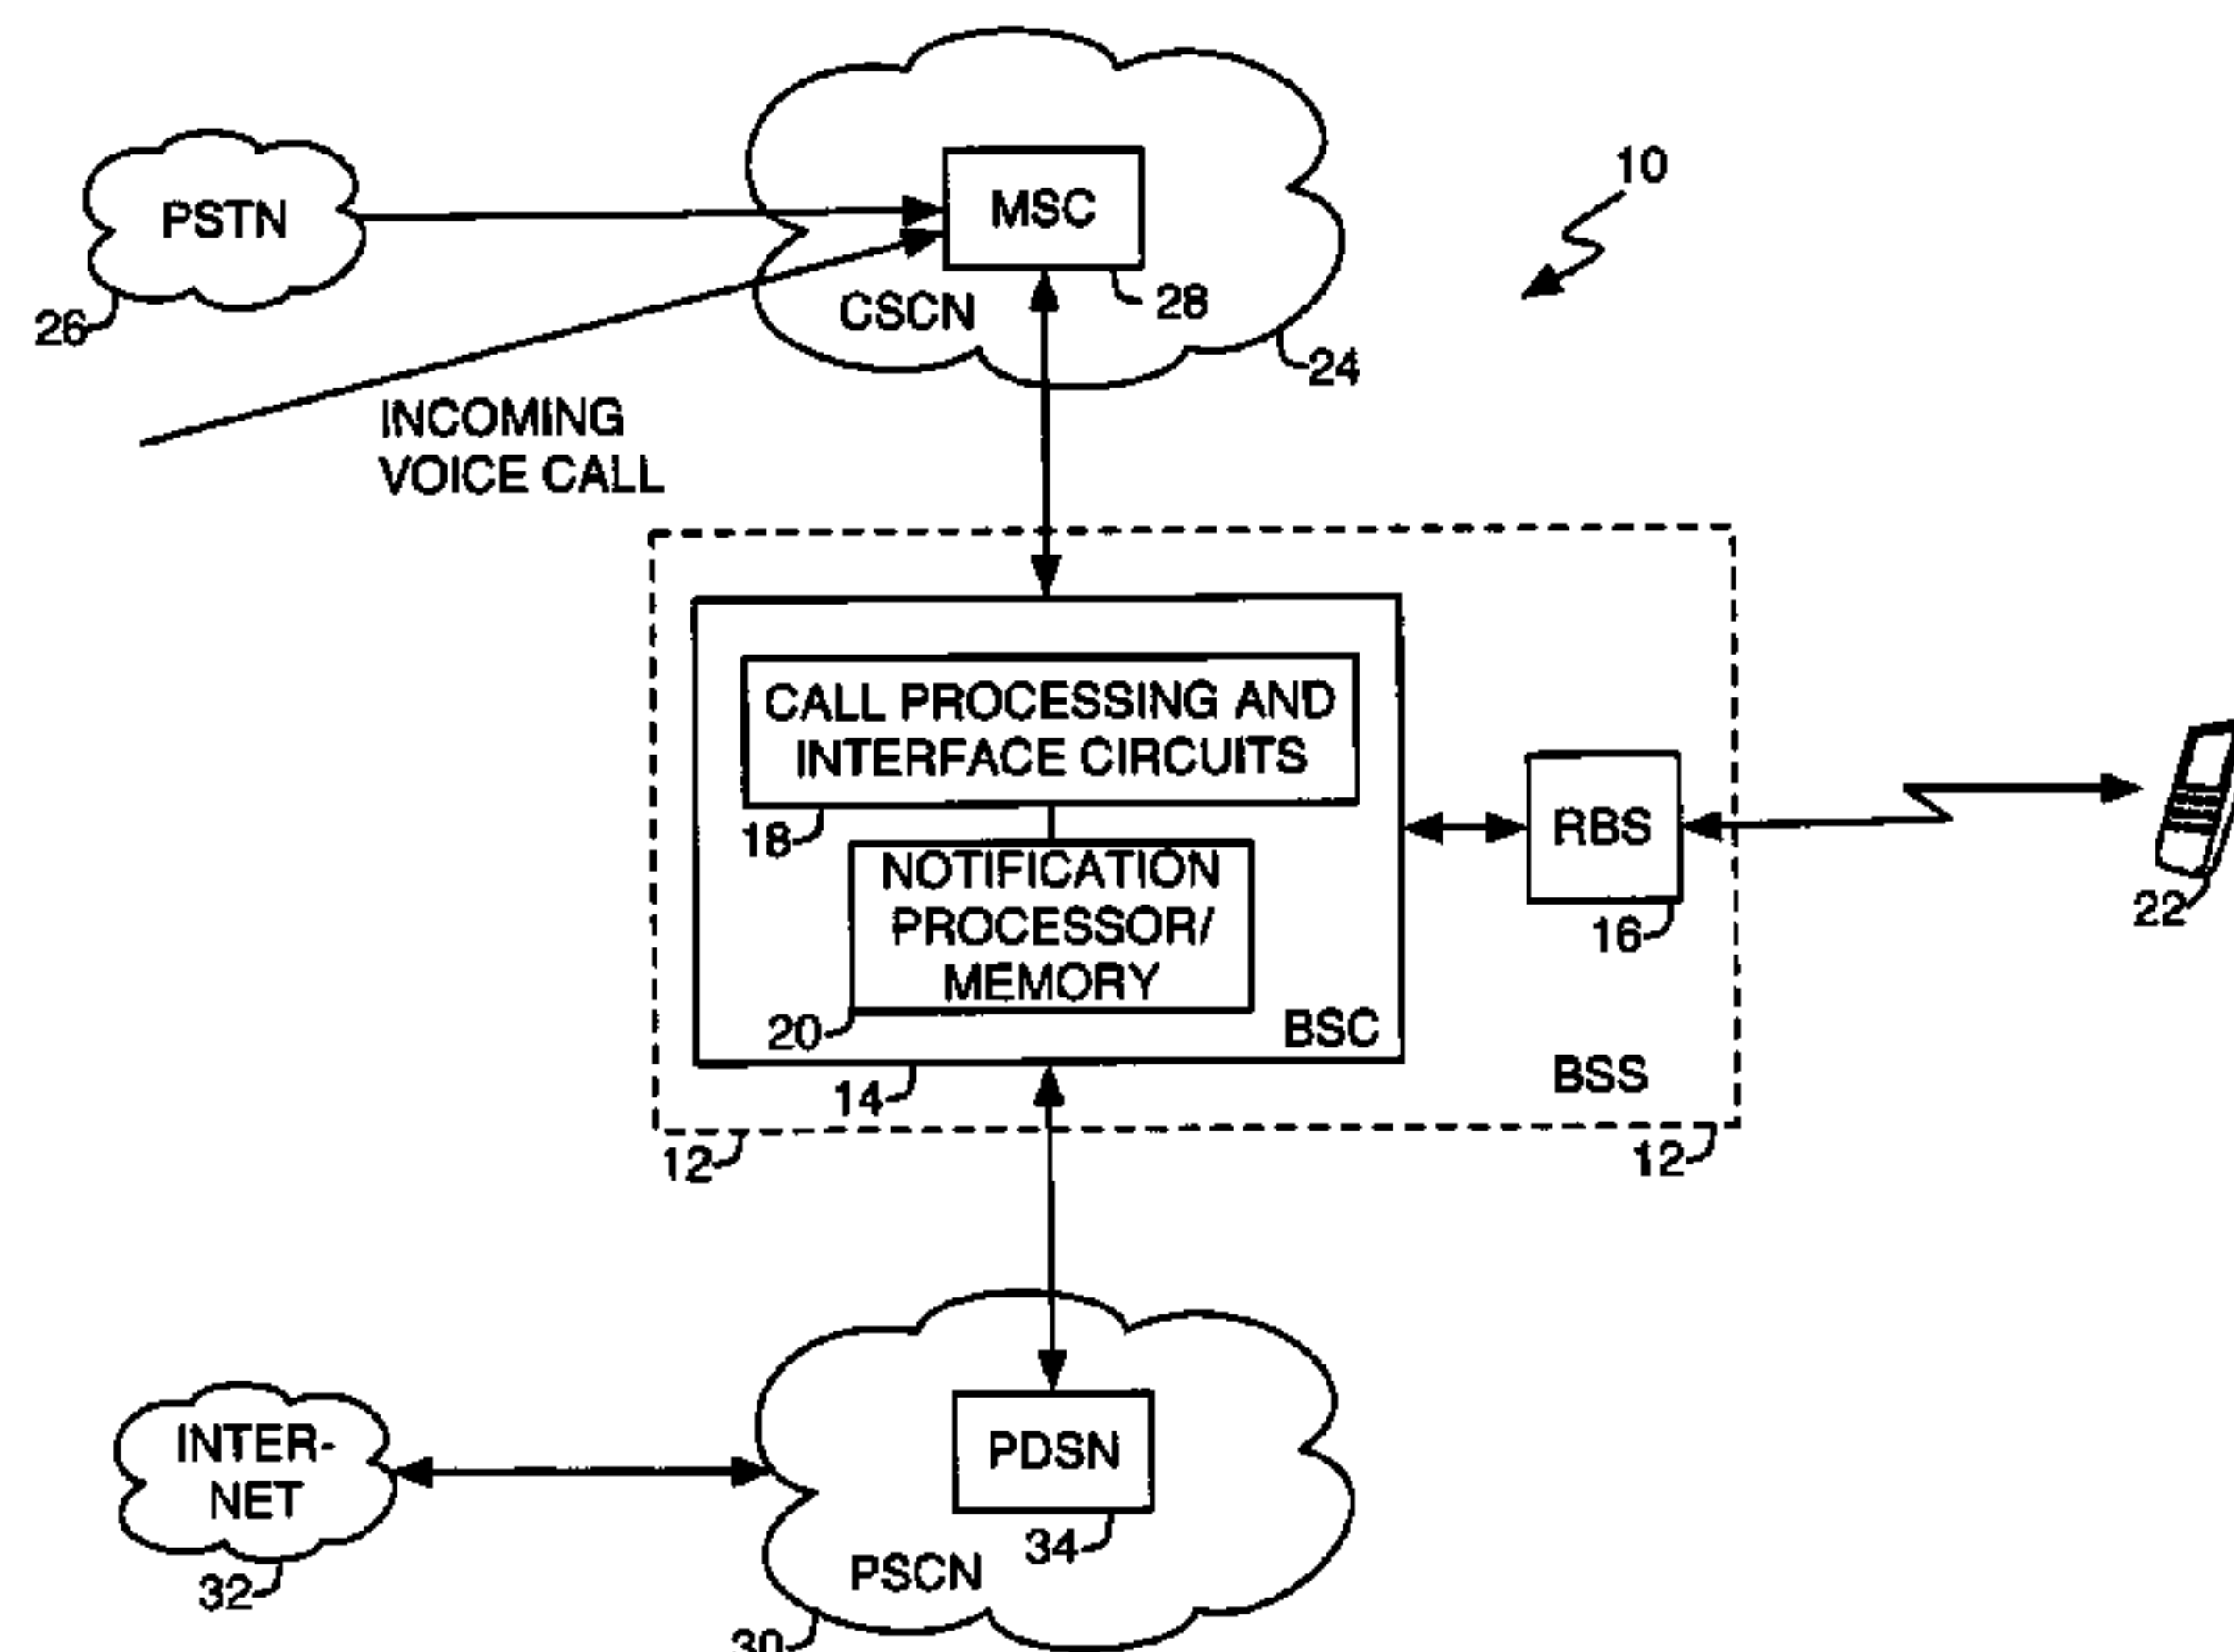 PSTN
26
MSC
28
CSCN
24
10
INCOMING
VOICE CALL
CALL PROCESSING AND
INTERFACE CIRCUITS
18
NOTIFICATION
PROCESSOR/
MEMORY
20
BSC
14
RBS
16
22
BSS
12
12
INTER-
NET
32
PDSN
34
PSCN
30